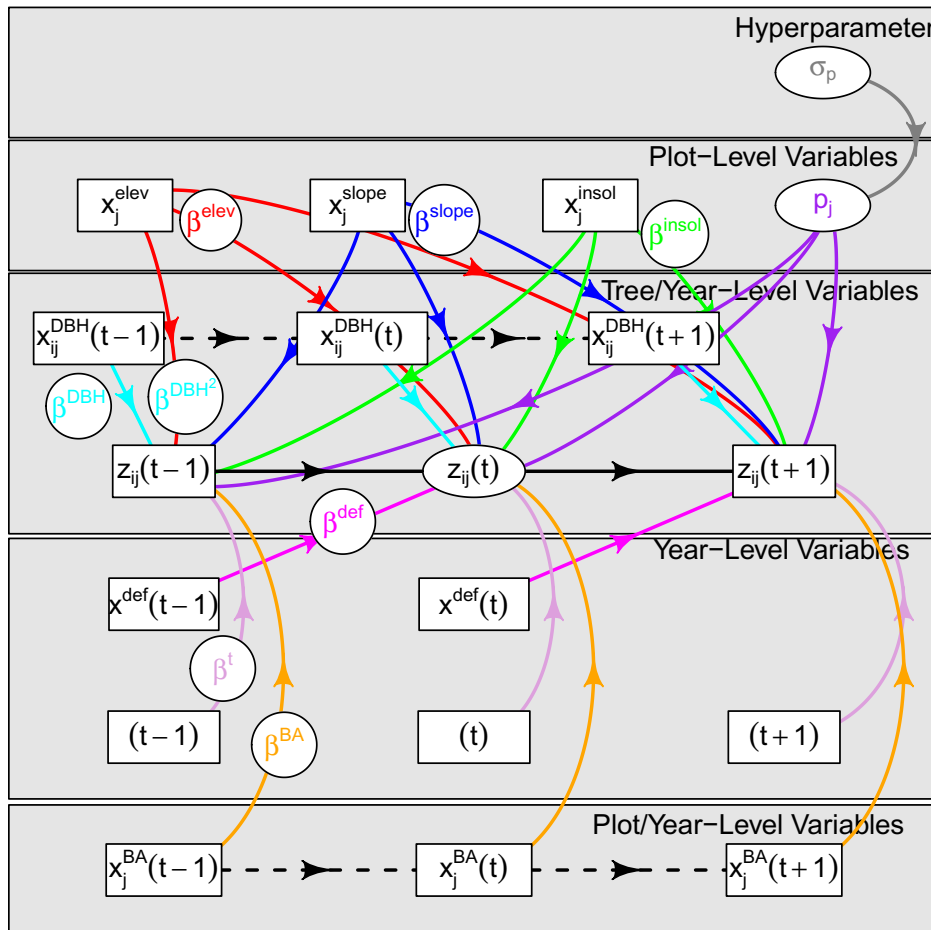 Hyperparameter
σ_p
Plot−Level Variables
x_j^elev β^elev x_j^slope β^slope x_j^insol β^insol p_j
Tree/Year−Level Variables
x_ij^DBH(t−1) x_ij^DBH(t) x_ij^DBH(t+1)
β^DBH β^DBH²
z_ij(t−1) z_ij(t) z_ij(t+1)
β^def
Year−Level Variables
x^def(t−1) x^def(t)
β^t
(t−1) β^BA (t) (t+1)
Plot/Year−Level Variables
x_j^BA(t−1) x_j^BA(t) x_j^BA(t+1)